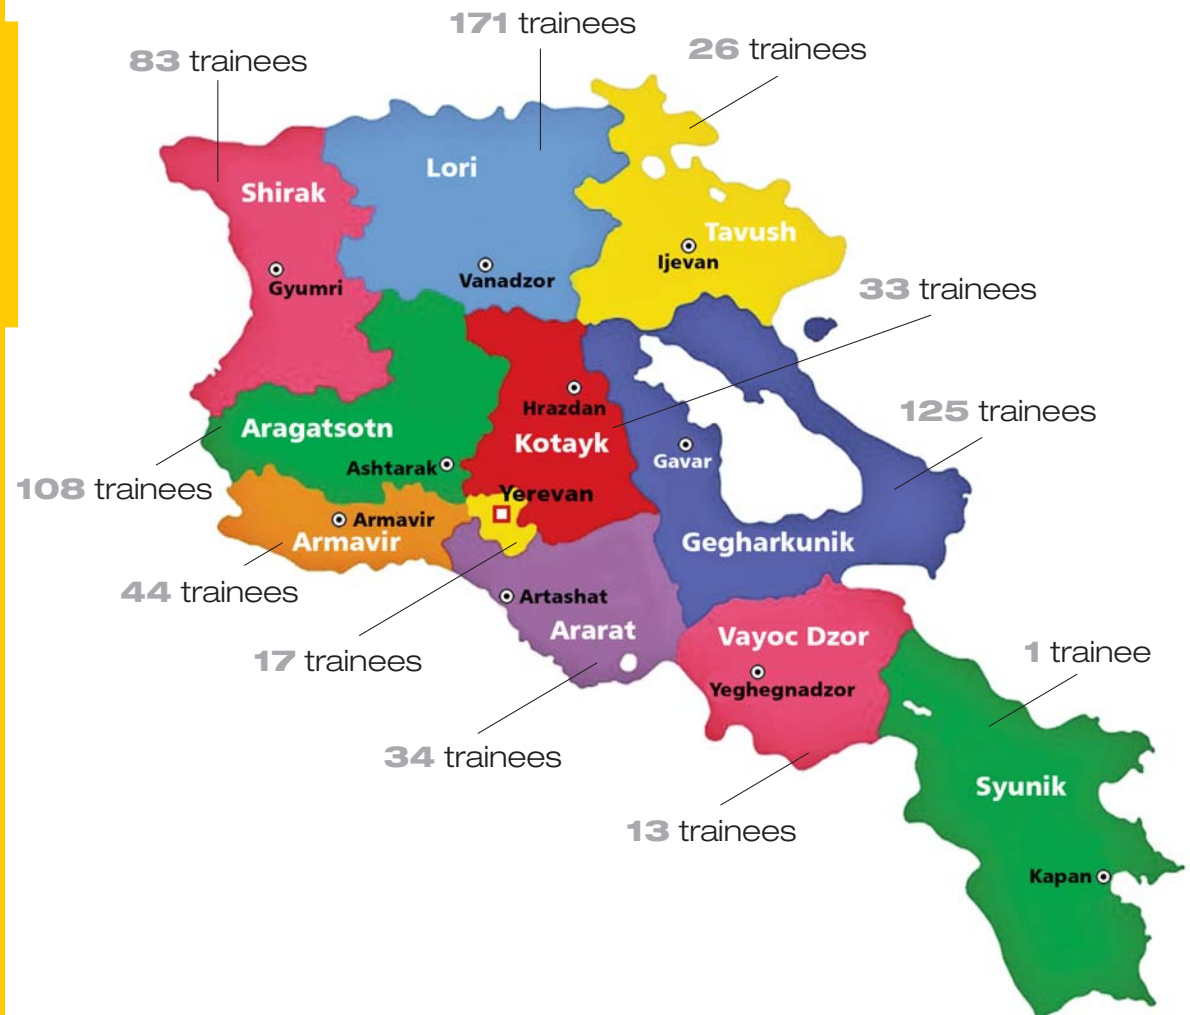 171 trainees
26 trainees
83 trainees
Lori
Shirak
Tavush
Ijevan
Vanadzor
Gyumri
33 trainees
Hrazdan
125 trainees
Aragatsotn
Kotayk
Gavar
Ashtarak
108 trainees
Yerevan
Armavir
Armavir
Gegharkunik
44 trainees
Artashat
Ararat
Vayoc Dzor
17 trainees
1 trainee
Yeghegnadzor
34 trainees
Syunik
13 trainees
Kapan